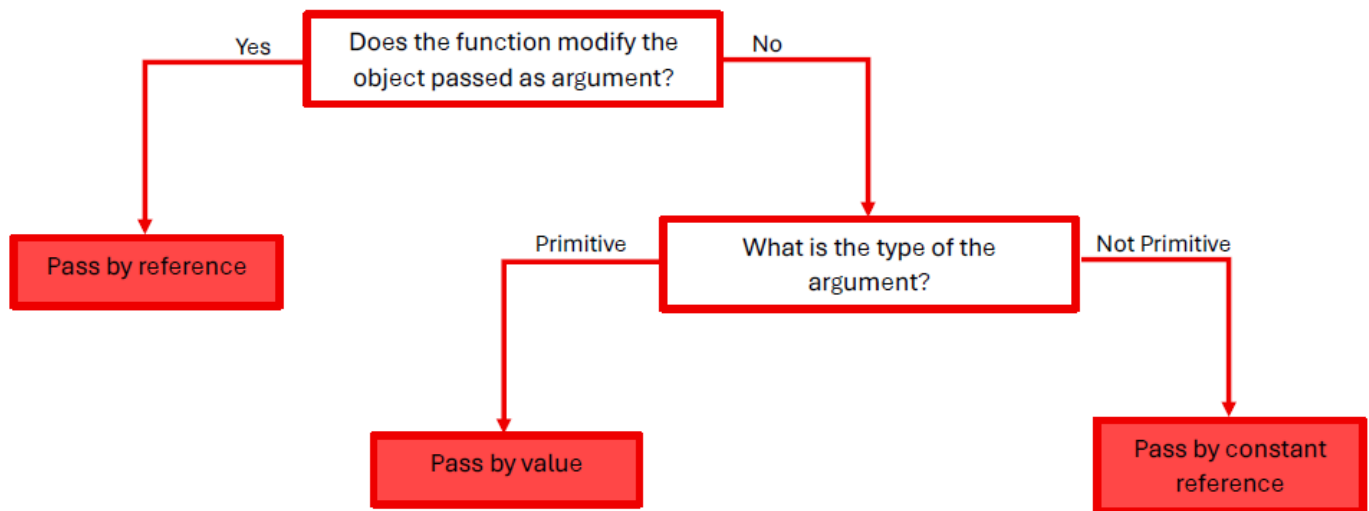 Yes
Does the function modify the
object passed as argument?
No
Pass by reference
Primitive
What is the type of the
argument?
Not Primitive
Pass by value
Pass by constant
reference